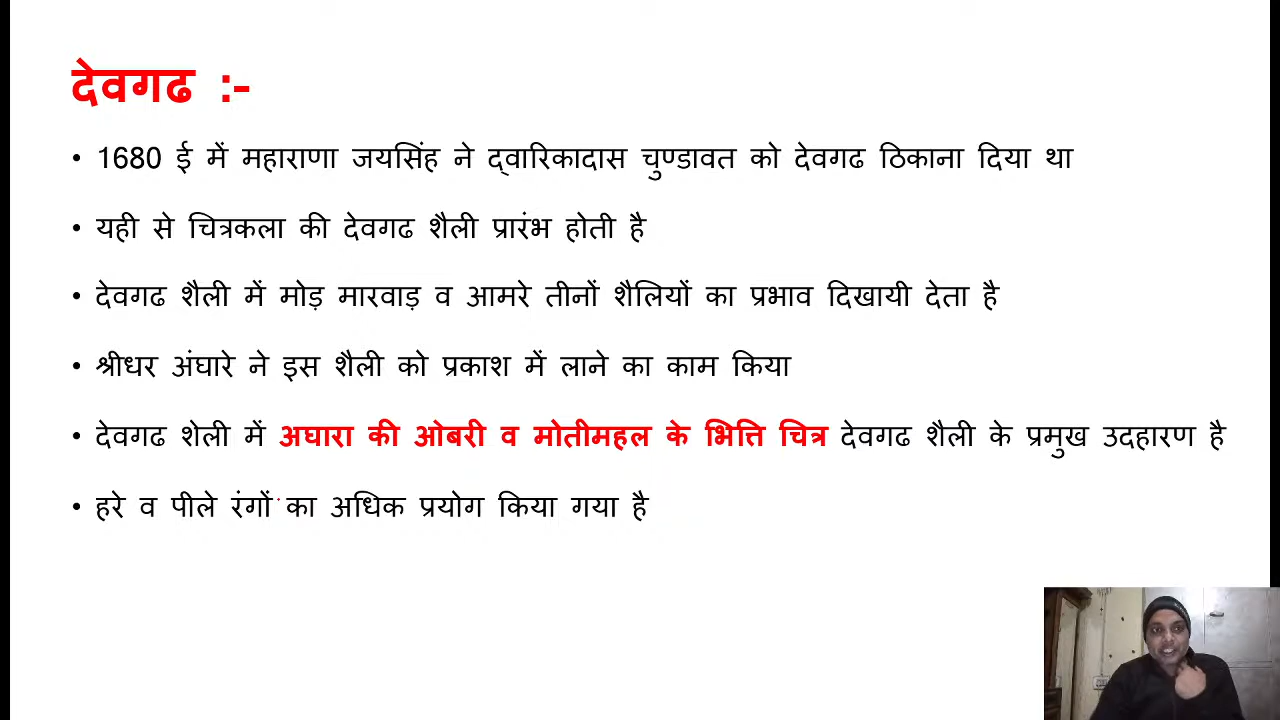 देवगढ :-
• 1680 ई में महाराणा जयसिंह ने द्वारिकादास चुण्डावत को देवगढ ठिकाना दिया था
• यही से चित्रकला की देवगढ शैली प्रारंभ होती है
• देवगढ शैली में मोड़ मारवाड़ व आमरे तीनों शैलियों का प्रभाव दिखायी देता है
• श्रीधर अंघारे ने इस शैली को प्रकाश में लाने का काम किया
• देवगढ शेली में अघारा की ओबरी व मोतीमहल के भित्ति चित्र देवगढ शैली के प्रमुख उदहारण है
• हरे व पीले रंगों का अधिक प्रयोग किया गया है